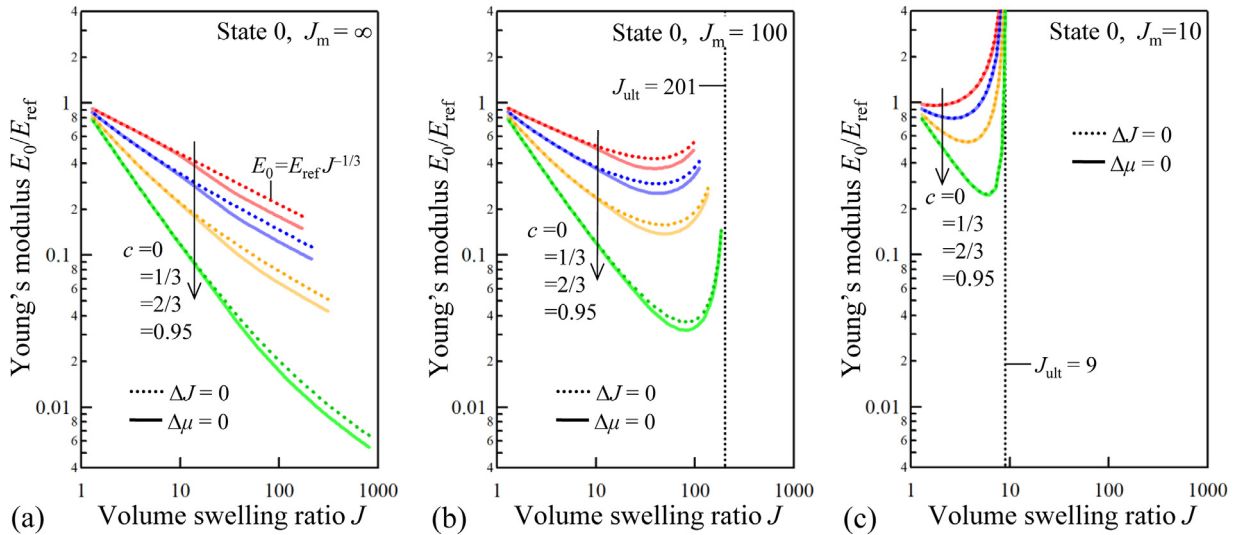 State 0, Jm = ∞
4
2
1
8
6
4
2
0.1
8
6
4
2
0.01
8
6
4
Young's modulus E0/Eref
E0=Eref J^-1/3
c =0
=1/3
=2/3
=0.95
ΔJ = 0
Δμ = 0
1 10 100 1000
(a) Volume swelling ratio J
State 0, Jm = 100
4
2
1
8
6
4
2
0.1
8
6
4
2
0.01
8
6
4
Young's modulus E0/Eref
Jult = 201
c =0
=1/3
=2/3
=0.95
ΔJ = 0
Δμ = 0
1 10 100 1000
(b) Volume swelling ratio J
State 0, Jm=10
4
2
1
8
6
4
2
0.1
8
6
4
2
0.01
8
6
4
Young's modulus E0/Eref
ΔJ = 0
Δμ = 0
c =0
=1/3
=2/3
=0.95
Jult = 9
1 10 100 1000
(c) Volume swelling ratio J